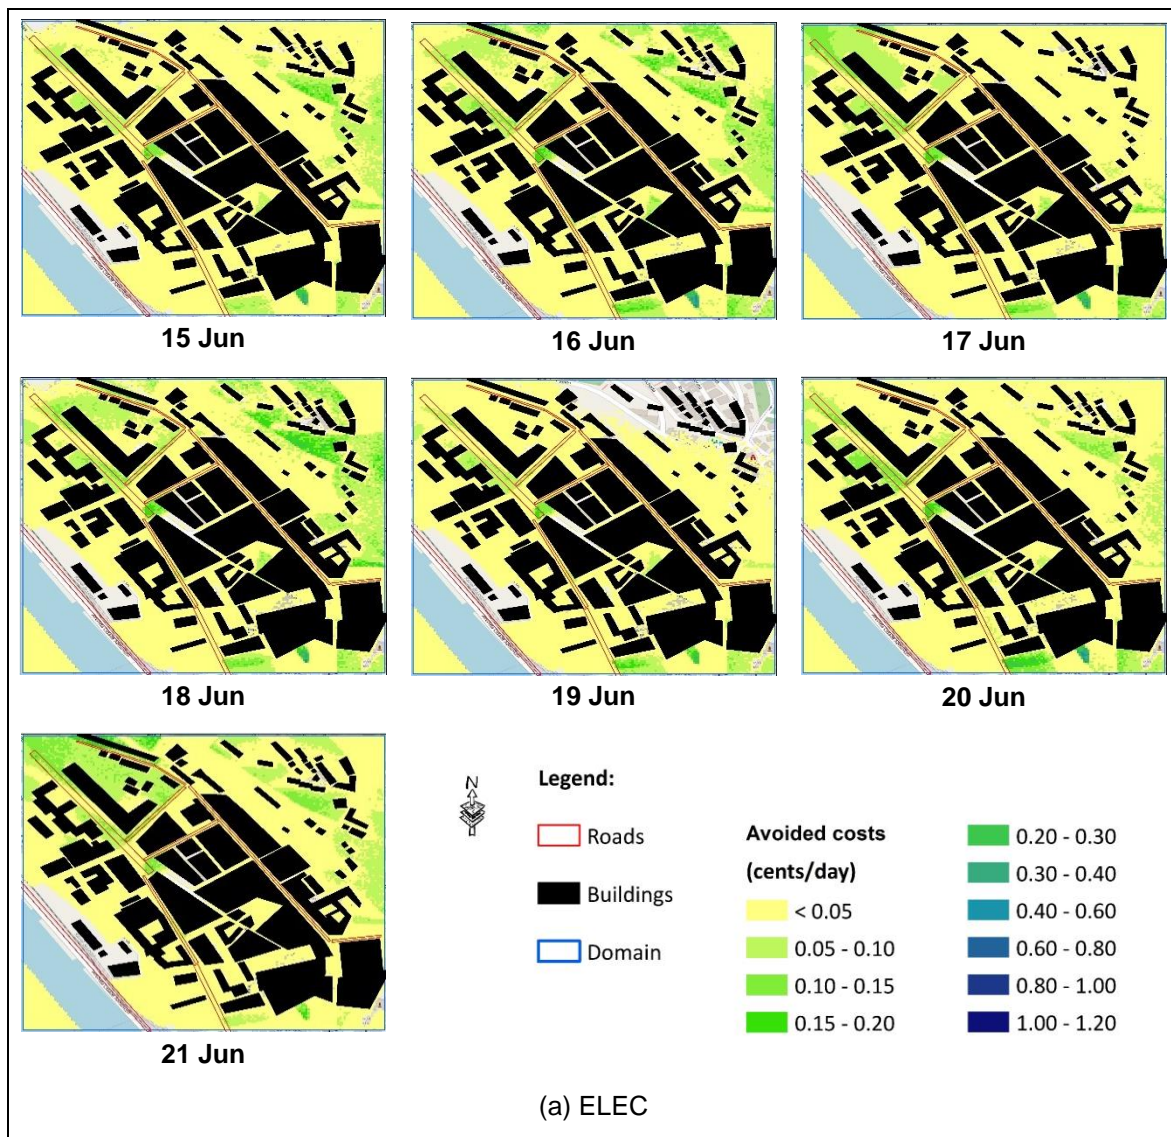 15 Jun
16 Jun
17 Jun
18 Jun
19 Jun
20 Jun
21 Jun
N
Legend:
Roads
Buildings
Domain
Avoided costs
(cents/day)
< 0.05
0.05 - 0.10
0.10 - 0.15
0.15 - 0.20
0.20 - 0.30
0.30 - 0.40
0.40 - 0.60
0.60 - 0.80
0.80 - 1.00
1.00 - 1.20
(a) ELEC